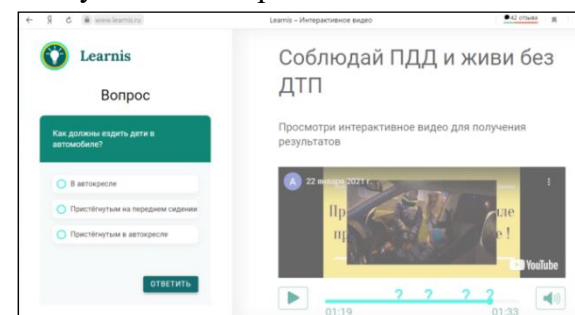 www.learnis.ru
Learnis – Интерактивное видео
42 отзыва
Learnis
Вопрос
Как должны ездить дети в
автомобиле?
В автокресле
Пристёгнутым на переднем сидении
Пристёгнутым в автокресле
ОТВЕТИТЬ
Соблюдай ПДД и живи без
ДТП
Просмотри интерактивное видео для получения
результатов
А 22 января 2021 г.
YouTube
? ? ? ?
01:19 01:33